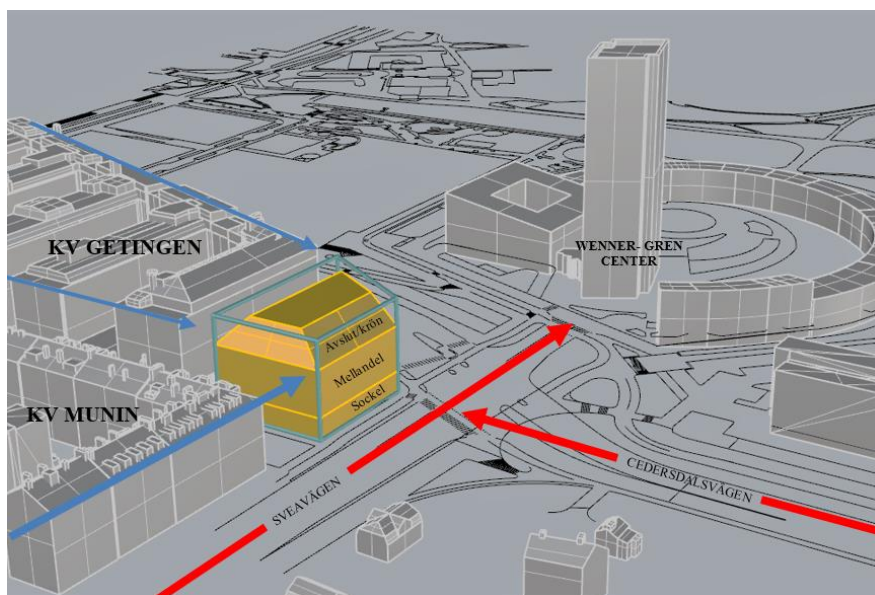 KV GETINGEN
WENNER- GREN
CENTER
Avslut/krön
Mellandel
Sockel
KV MUNIN
SVEAVÄGEN
CEDERSDALSVÄGEN